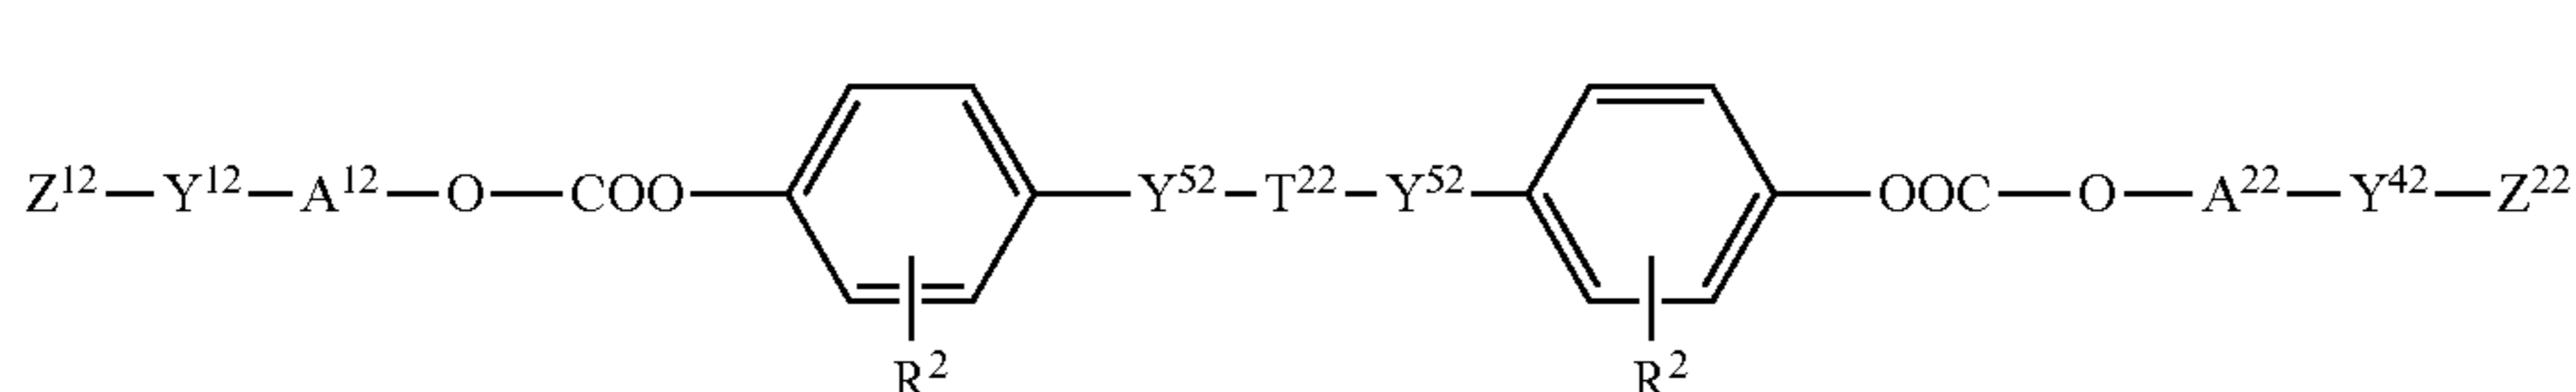 Z¹²—Y¹²—A¹²—O—COO Y⁵²—T²²—Y⁵² OOC—O—A²²—Y⁴²—Z²²
R² R²